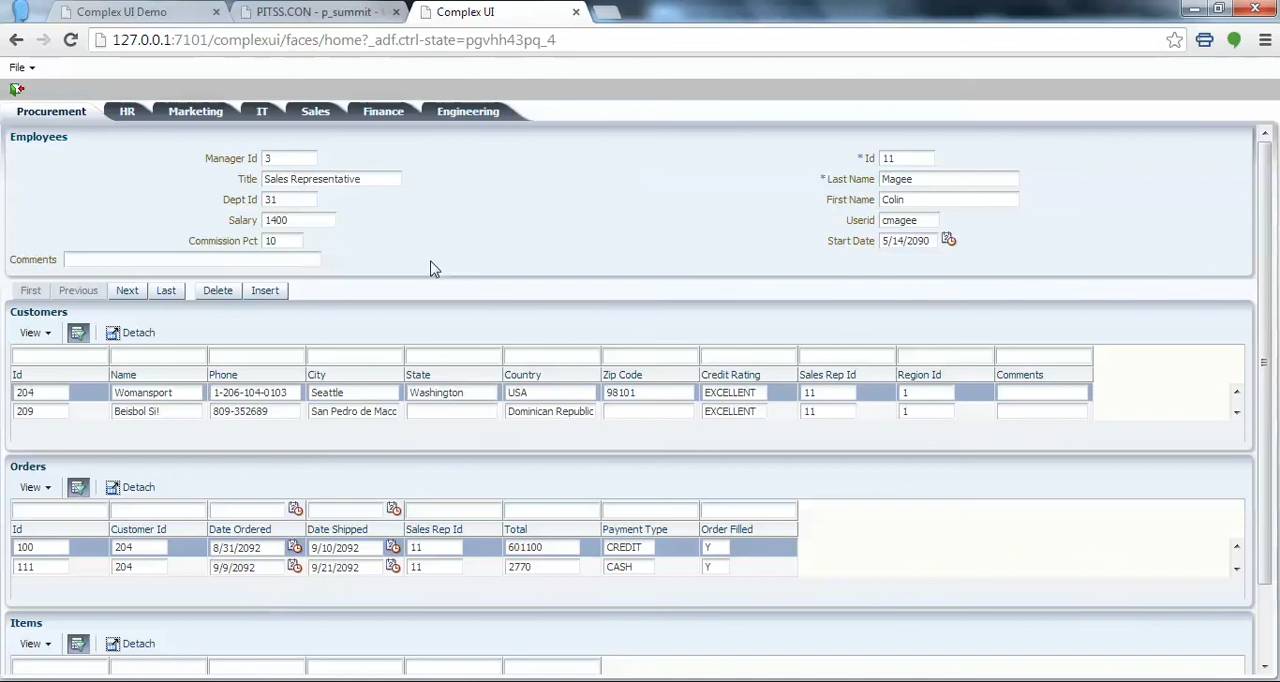 Complex UI Demo × PITSS.CON - p_summit - × Complex UI ×
127.0.0.1:7101/complexui/faces/home?_adf.ctrl-state=pgvhh43pq_4
File
Procurement HR Marketing IT Sales Finance Engineering
Employees
Manager Id 3 * Id 11
Title Sales Representative * Last Name Magee
Dept Id 31 First Name Colin
Salary 1400 Userid cmagee
Commission Pct 10 Start Date 5/14/2090
Comments
First Previous Next Last Delete Insert
Customers
View Detach
Id Name Phone City State Country Zip Code Credit Rating Sales Rep Id Region Id Comments
204 Womansport 1-206-104-0103 Seattle Washington USA 98101 EXCELLENT 11 1
209 Beisbol Si! 809-352689 San Pedro de Macc Dominican Republic EXCELLENT 11 1
Orders
View Detach
Id Customer Id Date Ordered Date Shipped Sales Rep Id Total Payment Type Order Filled
100 204 8/31/2092 9/10/2092 11 601100 CREDIT Y
111 204 9/9/2092 9/21/2092 11 2770 CASH Y
Items
View Detach